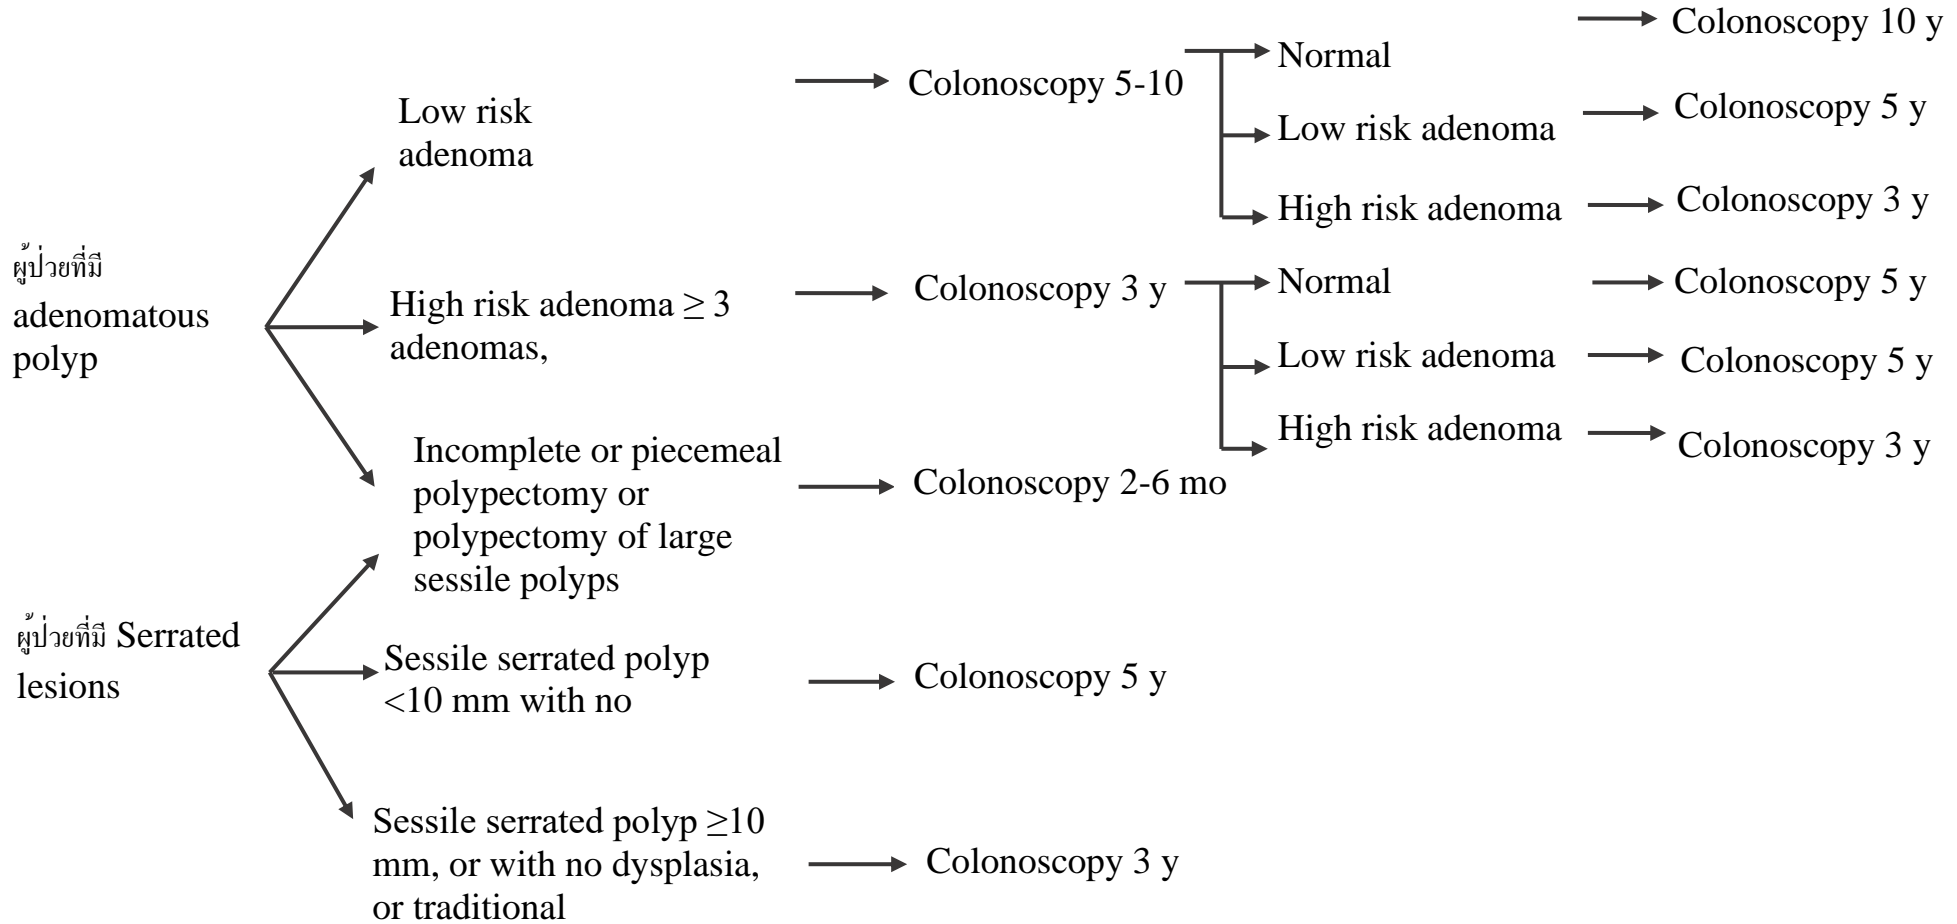 ผู้ป่วยที่มี
adenomatous
polyp
Low risk
adenoma
Colonoscopy 5-10
Normal
Colonoscopy 10 y
Low risk adenoma
Colonoscopy 5 y
High risk adenoma
Colonoscopy 3 y
High risk adenoma ≥ 3
adenomas,
Colonoscopy 3 y
Normal
Colonoscopy 5 y
Low risk adenoma
Colonoscopy 5 y
High risk adenoma
Colonoscopy 3 y
Incomplete or piecemeal
polypectomy or
polypectomy of large
sessile polyps
Colonoscopy 2-6 mo
ผู้ป่วยที่มี Serrated
lesions
Sessile serrated polyp
<10 mm with no
Colonoscopy 5 y
Sessile serrated polyp ≥10
mm, or with no dysplasia,
or traditional
Colonoscopy 3 y